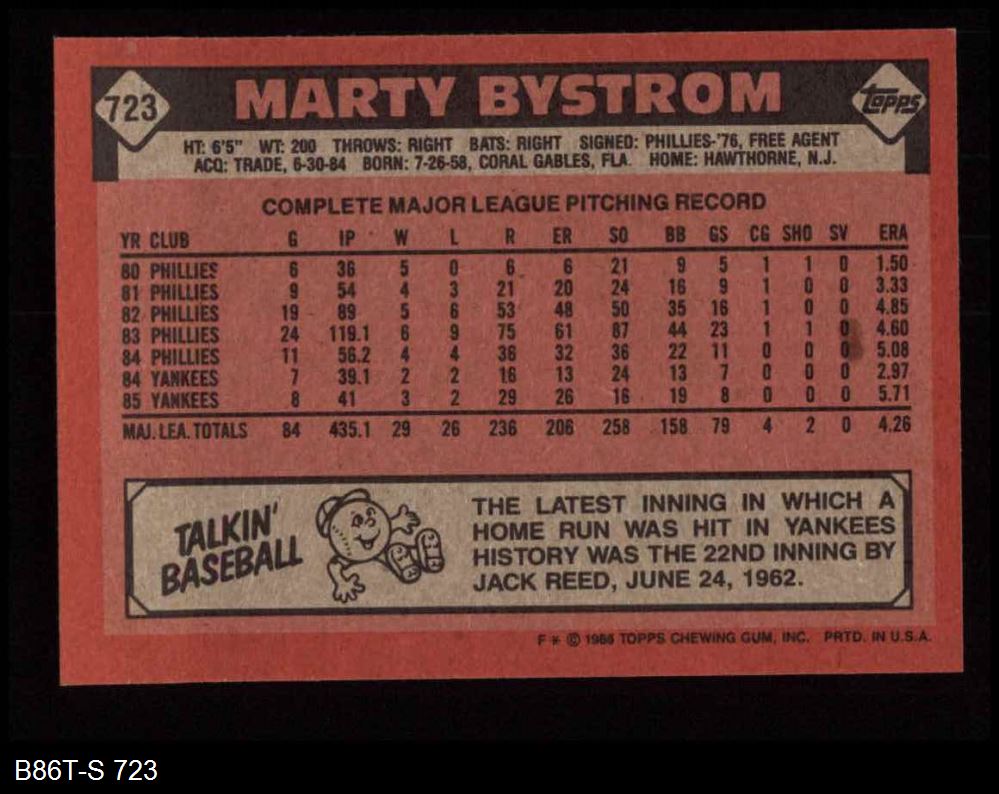 723
MARTY BYSTROM
Topps
HT: 6'5" WT: 200 THROWS: RIGHT BATS: RIGHT SIGNED: PHILLIES-'76, FREE AGENT
ACQ: TRADE, 6-30-84 BORN: 7-26-58, CORAL GABLES, FLA. HOME: HAWTHORNE, N.J.
COMPLETE MAJOR LEAGUE PITCHING RECORD
YR CLUB G IP W L R ER SO BB GS CG SHO SV ERA
80 PHILLIES 6 36 5 0 6 6 21 9 5 1 1 0 1.50
81 PHILLIES 9 54 4 3 21 20 24 16 9 1 0 0 3.33
82 PHILLIES 19 89 5 6 53 48 50 35 16 1 0 0 4.85
83 PHILLIES 24 119.1 6 9 75 61 87 44 23 1 1 0 4.60
84 PHILLIES 11 56.2 4 4 36 32 36 22 11 0 0 0 5.08
84 YANKEES 7 39.1 2 2 16 13 24 13 7 0 0 0 2.97
85 YANKEES 8 41 3 2 29 26 16 19 8 0 0 0 5.71
MAJ. LEA. TOTALS 84 435.1 29 26 236 206 258 158 79 4 2 0 4.26
TALKIN'
BASEBALL
THE LATEST INNING IN WHICH A
HOME RUN WAS HIT IN YANKEES
HISTORY WAS THE 22ND INNING BY
JACK REED, JUNE 24, 1962.
F * © 1986 TOPPS CHEWING GUM, INC. PRTD. IN U.S.A.
B86T-S 723